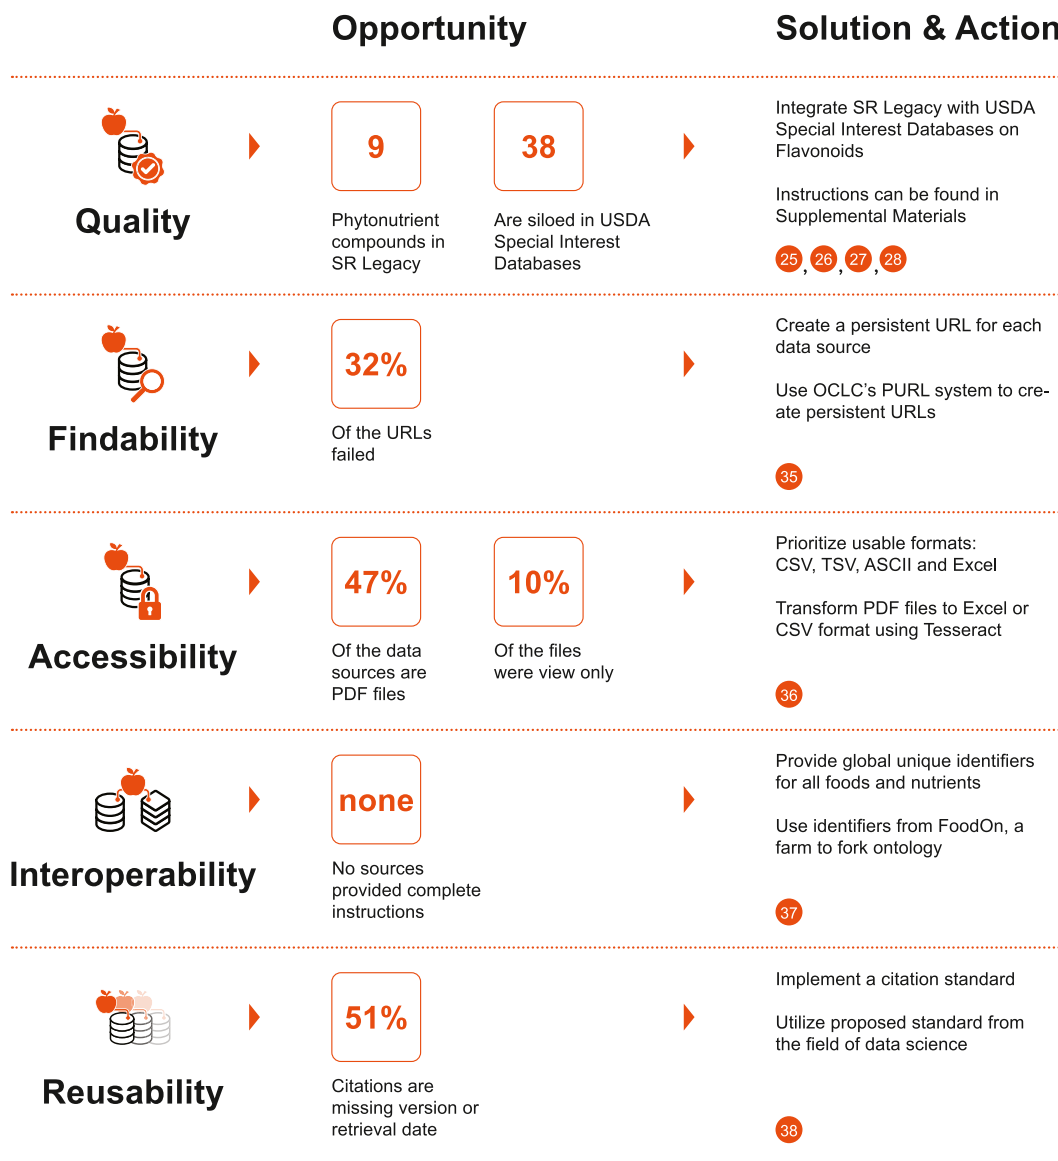 Opportunity
Solution & Action
Quality
9
38
Phytonutrient
compounds in
SR Legacy
Are siloed in USDA
Special Interest
Databases
Integrate SR Legacy with USDA
Special Interest Databases on
Flavonoids
Instructions can be found in
Supplemental Materials
25, 26, 27, 28
Findability
32%
Of the URLs
failed
Create a persistent URL for each
data source
Use OCLC's PURL system to cre-
ate persistent URLs
35
Accessibility
47%
10%
Of the data
sources are
PDF files
Of the files
were view only
Prioritize usable formats:
CSV, TSV, ASCII and Excel
Transform PDF files to Excel or
CSV format using Tesseract
36
Interoperability
none
No sources
provided complete
instructions
Provide global unique identifiers
for all foods and nutrients
Use identifiers from FoodOn, a
farm to fork ontology
37
Reusability
51%
Citations are
missing version or
retrieval date
Implement a citation standard
Utilize proposed standard from
the field of data science
38